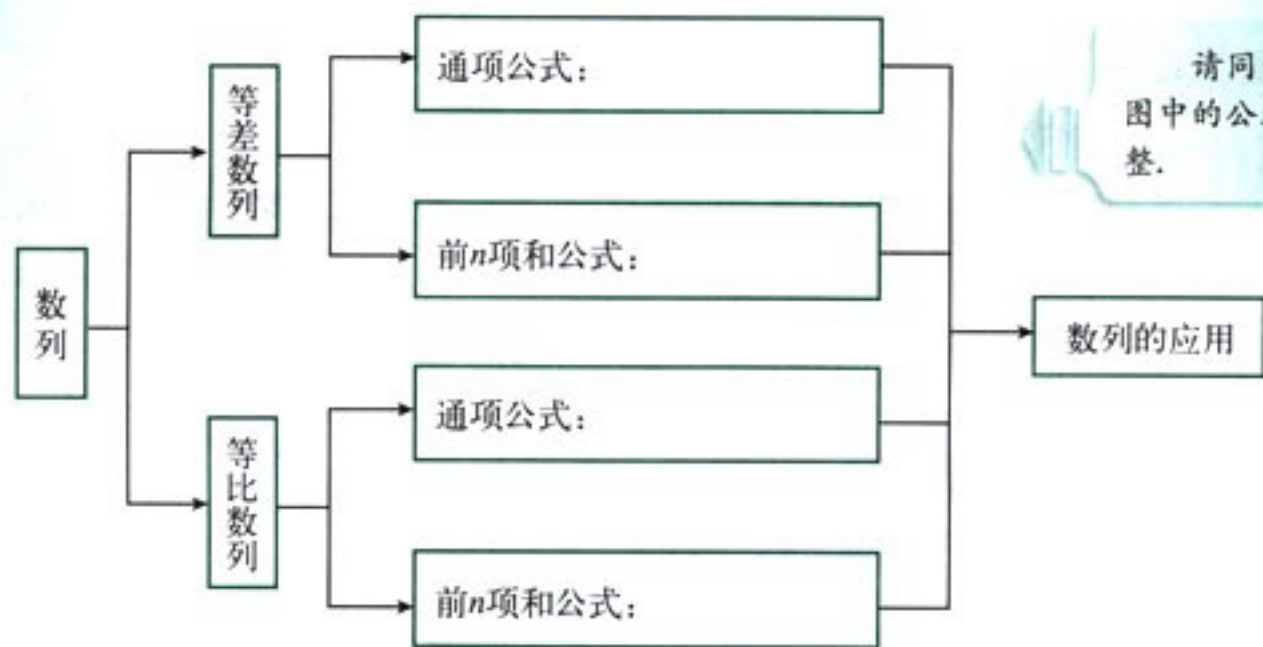 通项公式:
请同
图中的公
整.
等差数列
前n项和公式:
数列
数列的应用
通项公式:
等比数列
前n项和公式: